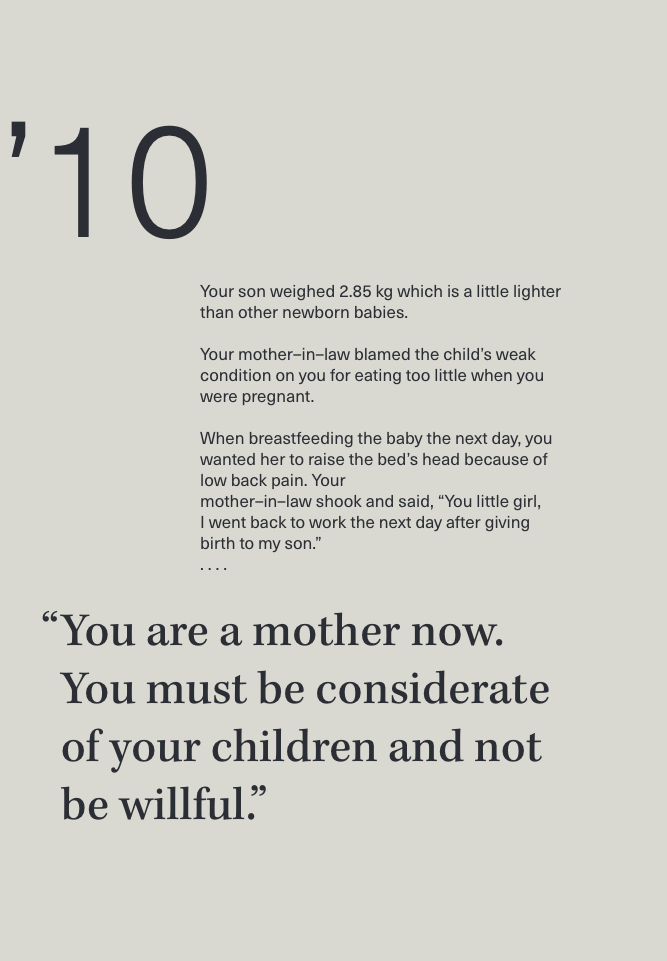 ’10
Your son weighed 2.85 kg which is a little lighter
than other newborn babies.
Your mother–in–law blamed the child’s weak
condition on you for eating too little when you
were pregnant.
When breastfeeding the baby the next day, you
wanted her to raise the bed’s head because of
low back pain. Your
mother–in–law shook and said, “You little girl,
I went back to work the next day after giving
birth to my son.”
. . . .
“You are a mother now.
You must be considerate
of your children and not
be willful.”